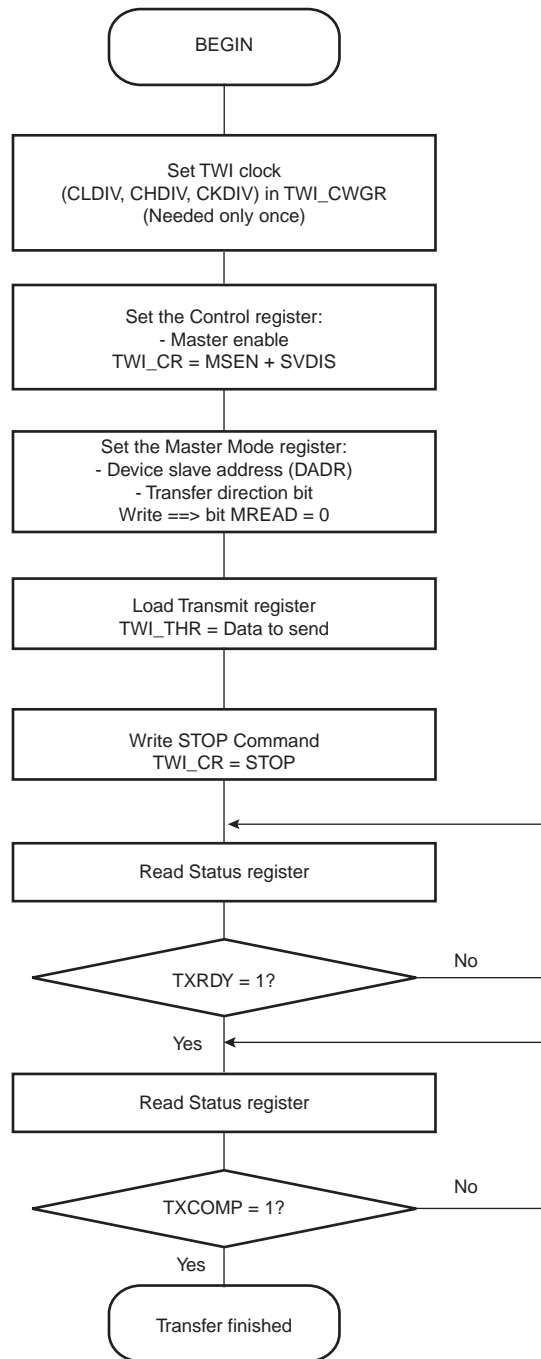 BEGIN
Set TWI clock
(CLDIV, CHDIV, CKDIV) in TWI_CWGR
(Needed only once)
Set the Control register:
- Master enable
TWI_CR = MSEN + SVDIS
Set the Master Mode register:
- Device slave address (DADR)
- Transfer direction bit
Write ==> bit MREAD = 0
Load Transmit register
TWI_THR = Data to send
Write STOP Command
TWI_CR = STOP
Read Status register
TXRDY = 1?
No
Yes
Read Status register
TXCOMP = 1?
No
Yes
Transfer finished